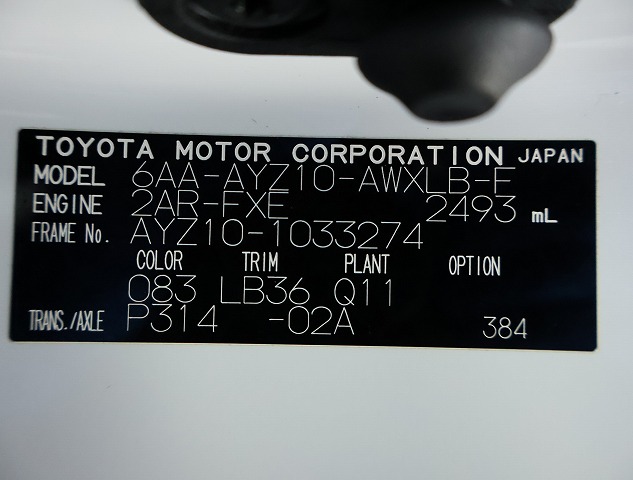 TOYOTA MOTOR CORPORATION JAPAN
MODEL 6AA-AYZ10-AWXLB-E
ENGINE 2AR-FXE 2493 mL
FRAME No. AYZ10-1033274
COLOR TRIM PLANT OPTION
083 LB36 Q11
TRANS./AXLE P314 -02A 384